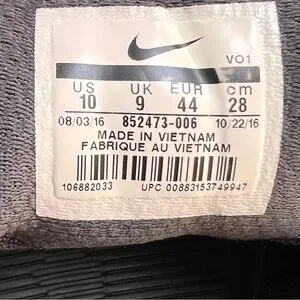 VO1
US UK EUR cm
10 9 44 28
08/03/16 852473-006 10/22/16
MADE IN VIETNAM
FABRIQUE AU VIETNAM
106882033 UPC 00883153749947